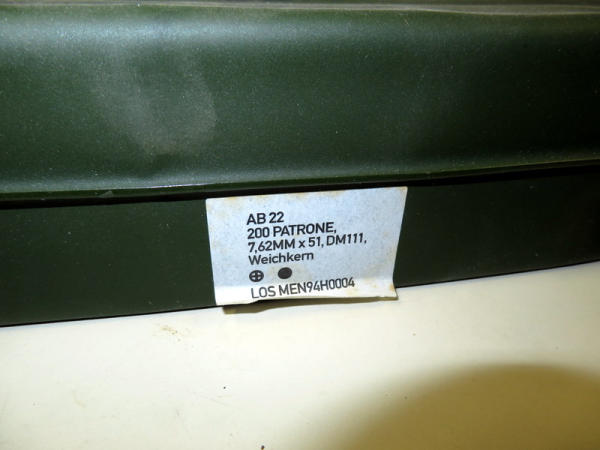 AB 22
200 PATRONE,
7,62MM x 51, DM111,
Weichkern
LOS MEN94H0004